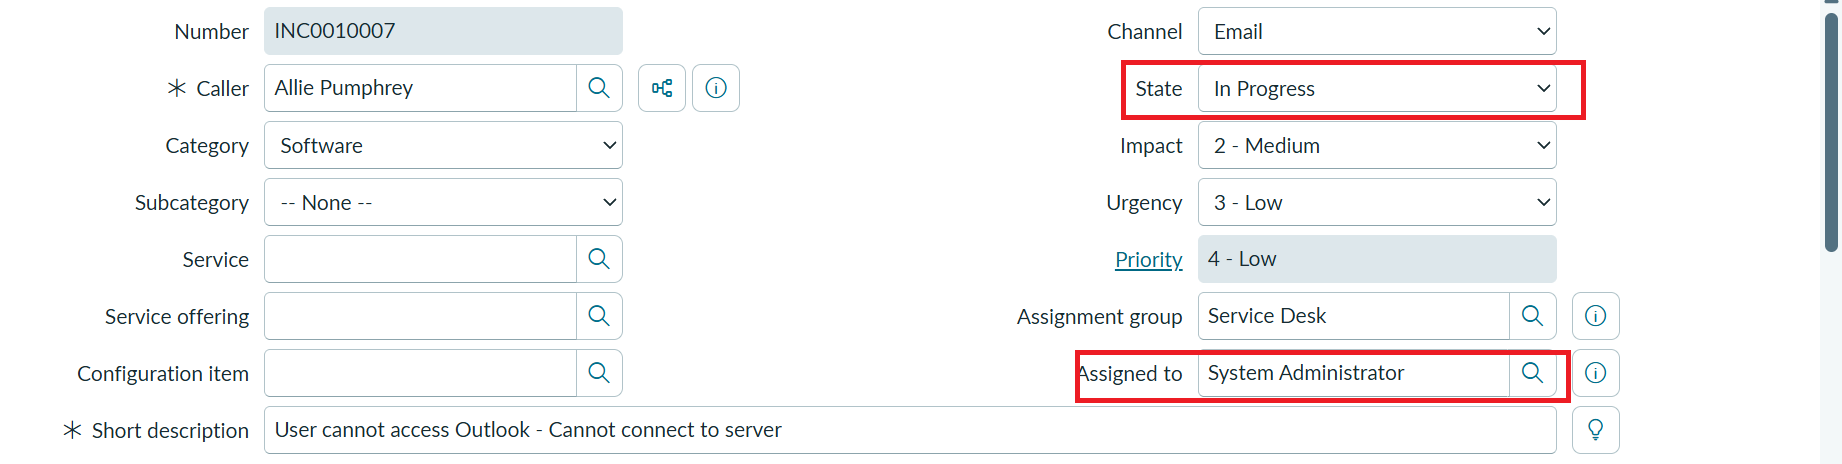 Number INC0010007
* Caller Allie Pumphrey
Category Software
Subcategory -- None --
Service
Service offering
Configuration item
Channel Email
State In Progress
Impact 2 - Medium
Urgency 3 - Low
Priority 4 - Low
Assignment group Service Desk
Assigned to System Administrator
* Short description User cannot access Outlook - Cannot connect to server